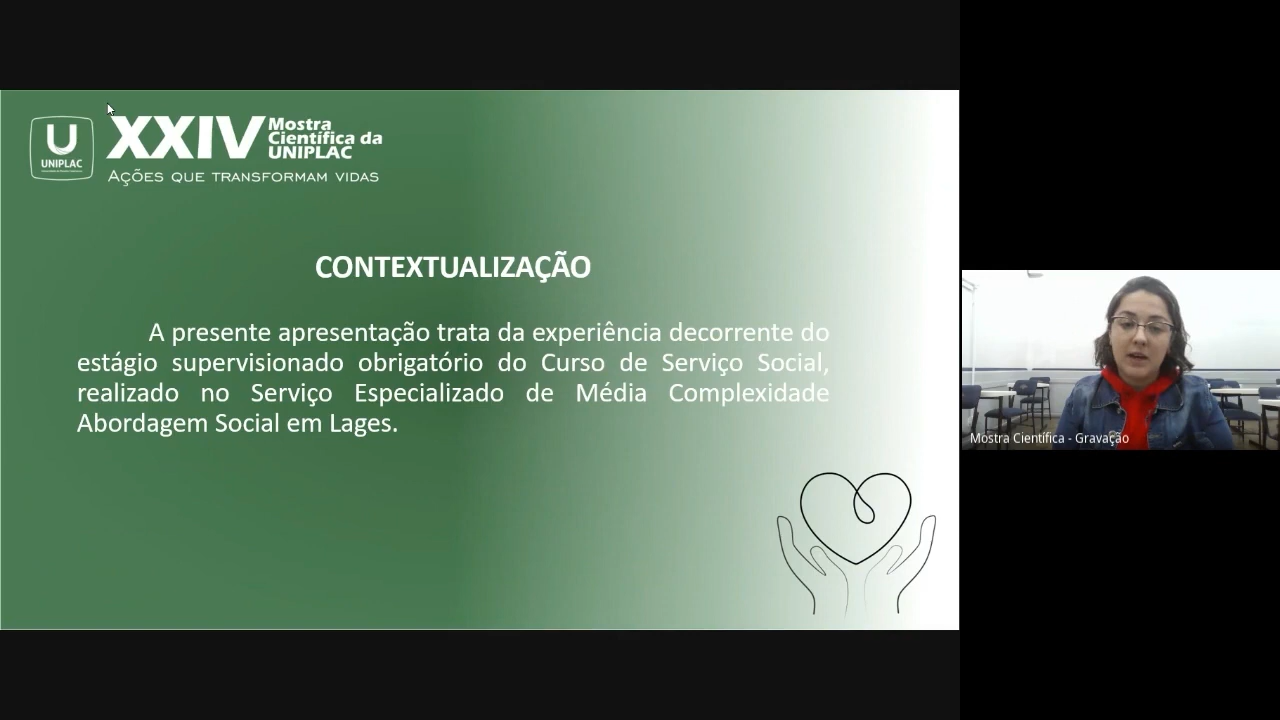 UNIPLAC
XXIV Mostra
Científica da
UNIPLAC
AÇÕES QUE TRANSFORMAM VIDAS
CONTEXTUALIZAÇÃO
A presente apresentação trata da experiência decorrente do
estágio supervisionado obrigatório do Curso de Serviço Social,
realizado no Serviço Especializado de Média Complexidade
Abordagem Social em Lages.
Mostra Científica - Gravação